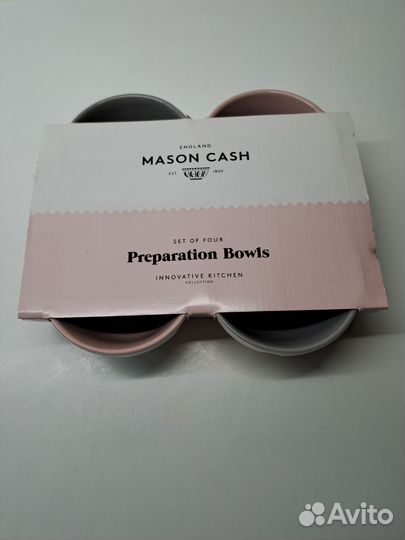 ENGLAND
MASON CASH
EST 1800
SET OF FOUR
Preparation Bowls
INNOVATIVE KITCHEN
COLLECTION
Avito